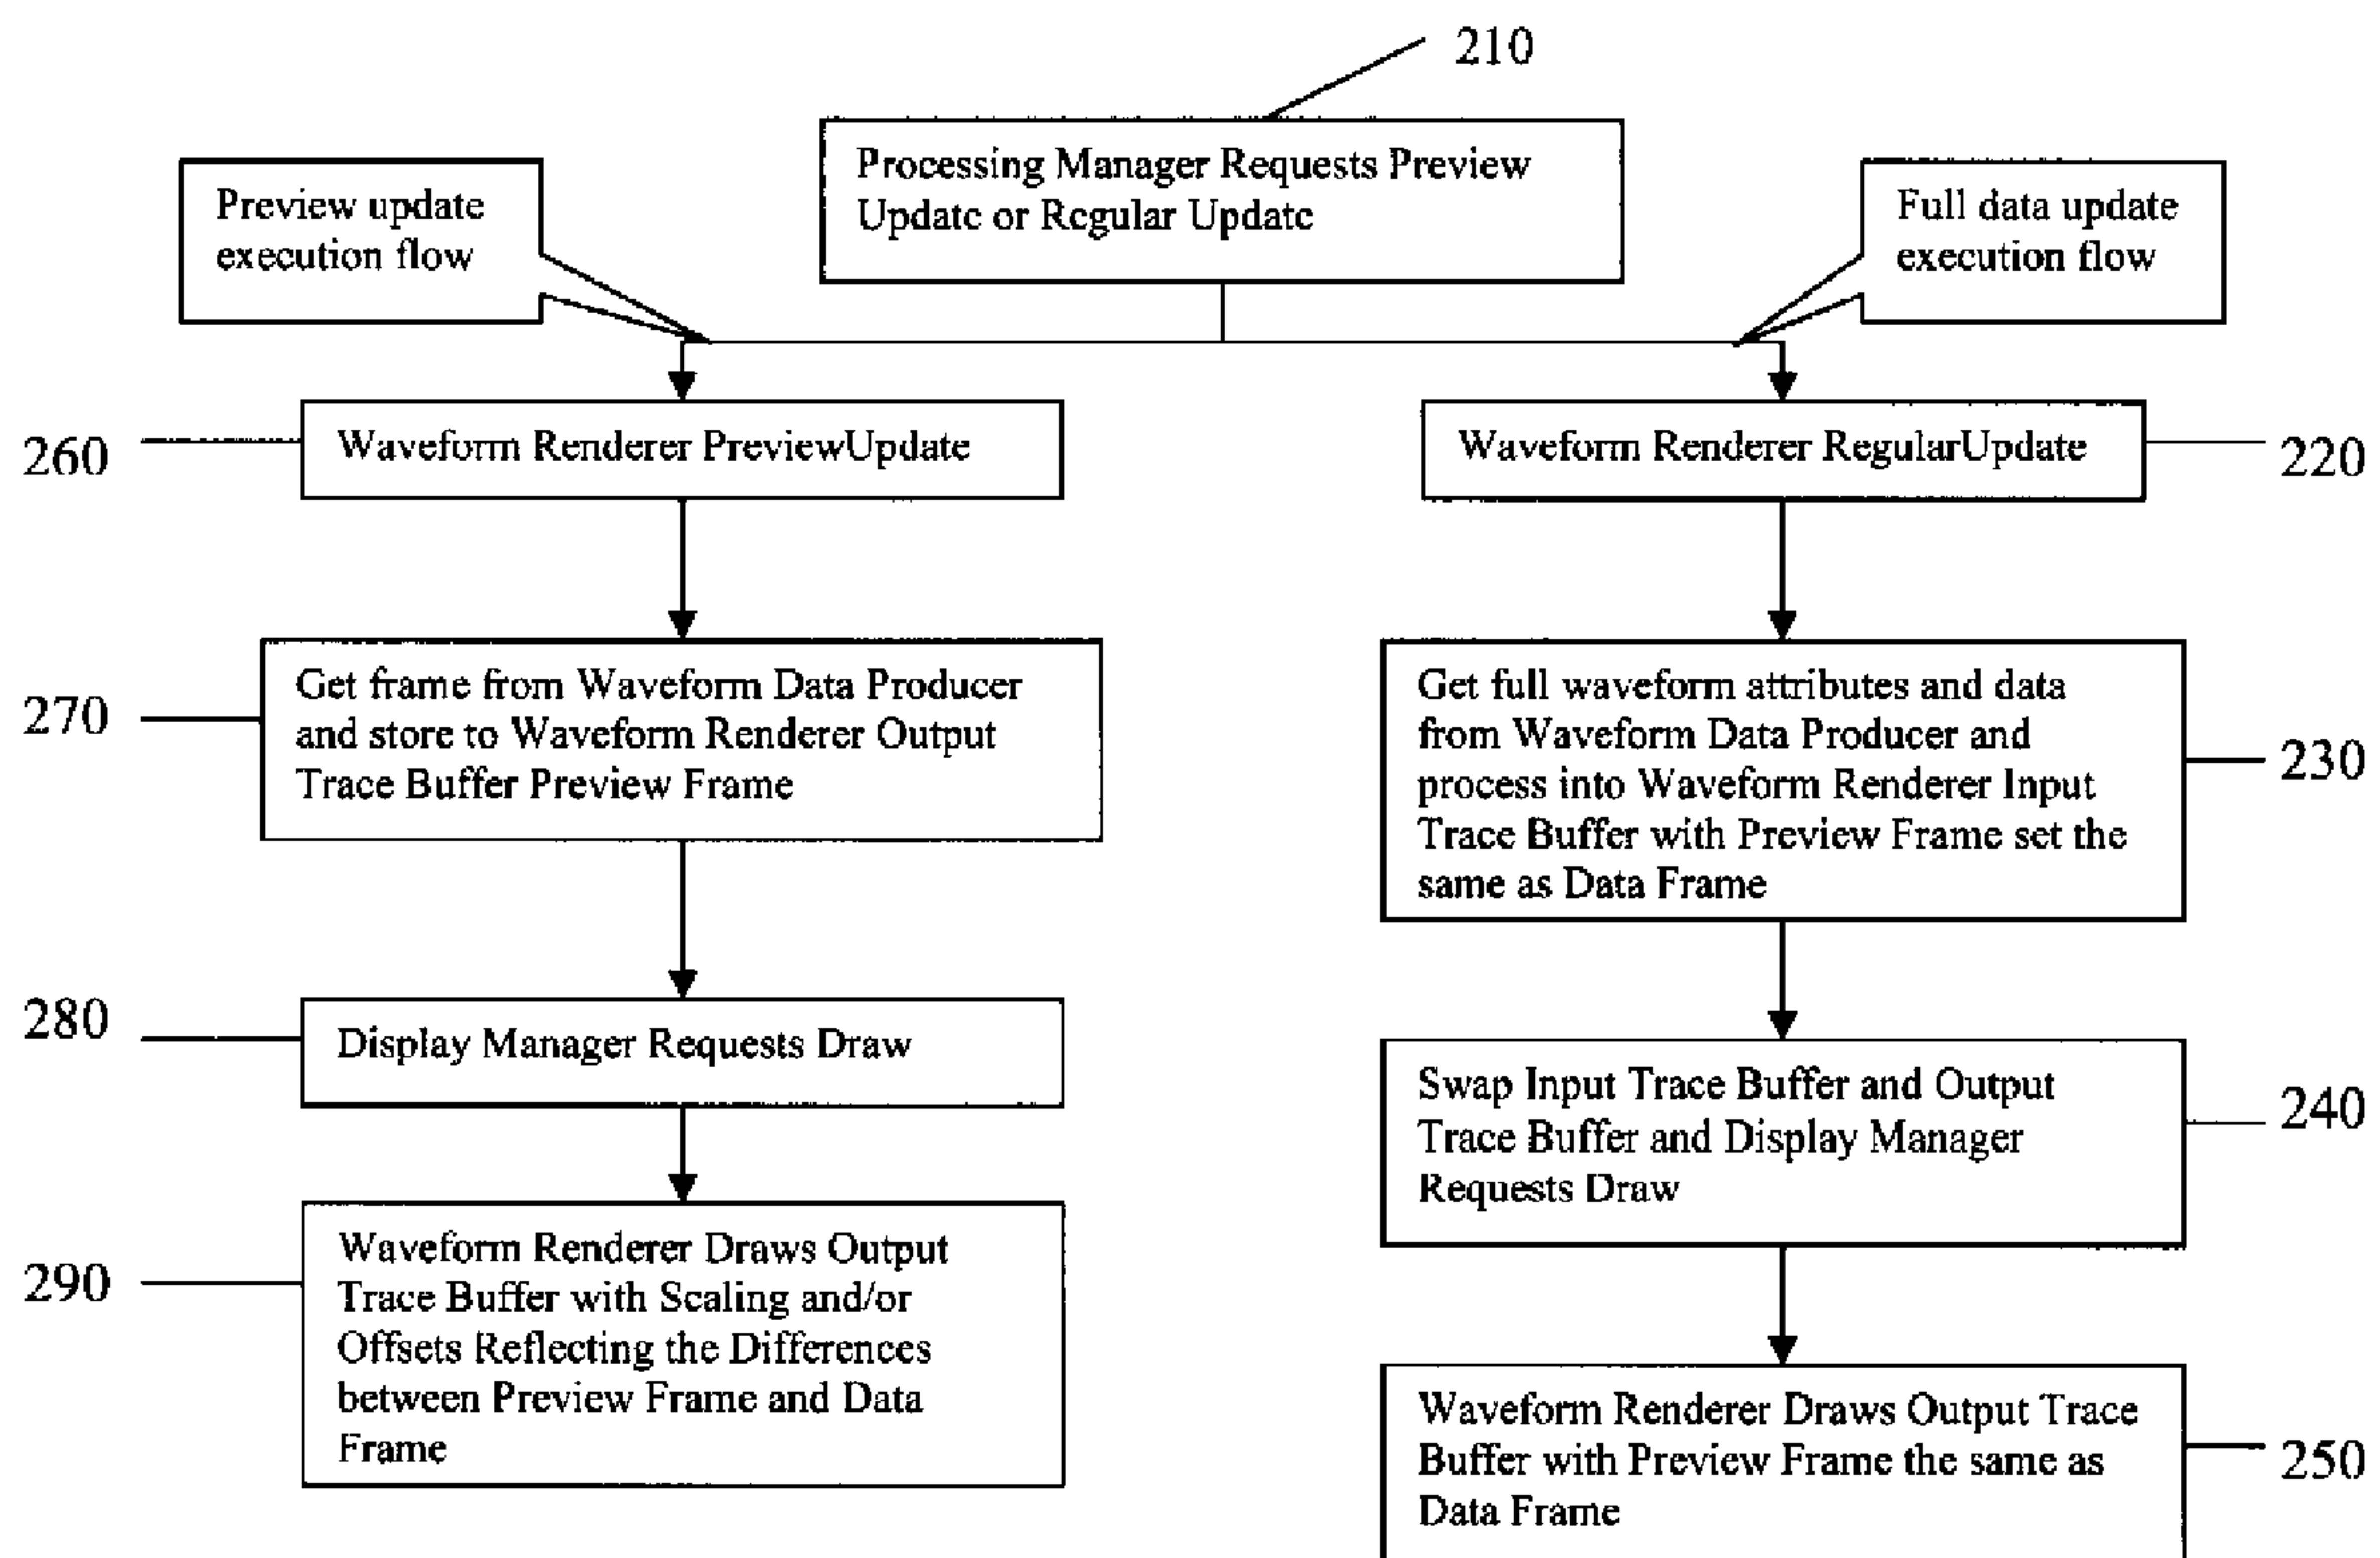 210
Processing Manager Requests Preview
Update or Regular Update
Preview update
execution flow
Full data update
execution flow
260
Waveform Renderer PreviewUpdate
Waveform Renderer RegularUpdate
220
270
Get frame from Waveform Data Producer
and store to Waveform Renderer Output
Trace Buffer Preview Frame
Get full waveform attributes and data
from Waveform Data Producer and
process into Waveform Renderer Input
Trace Buffer with Preview Frame set the
same as Data Frame
230
280
Display Manager Requests Draw
Swap Input Trace Buffer and Output
Trace Buffer and Display Manager
Requests Draw
240
290
Waveform Renderer Draws Output
Trace Buffer with Scaling and/or
Offsets Reflecting the Differences
between Preview Frame and Data
Frame
Waveform Renderer Draws Output Trace
Buffer with Preview Frame the same as
Data Frame
250